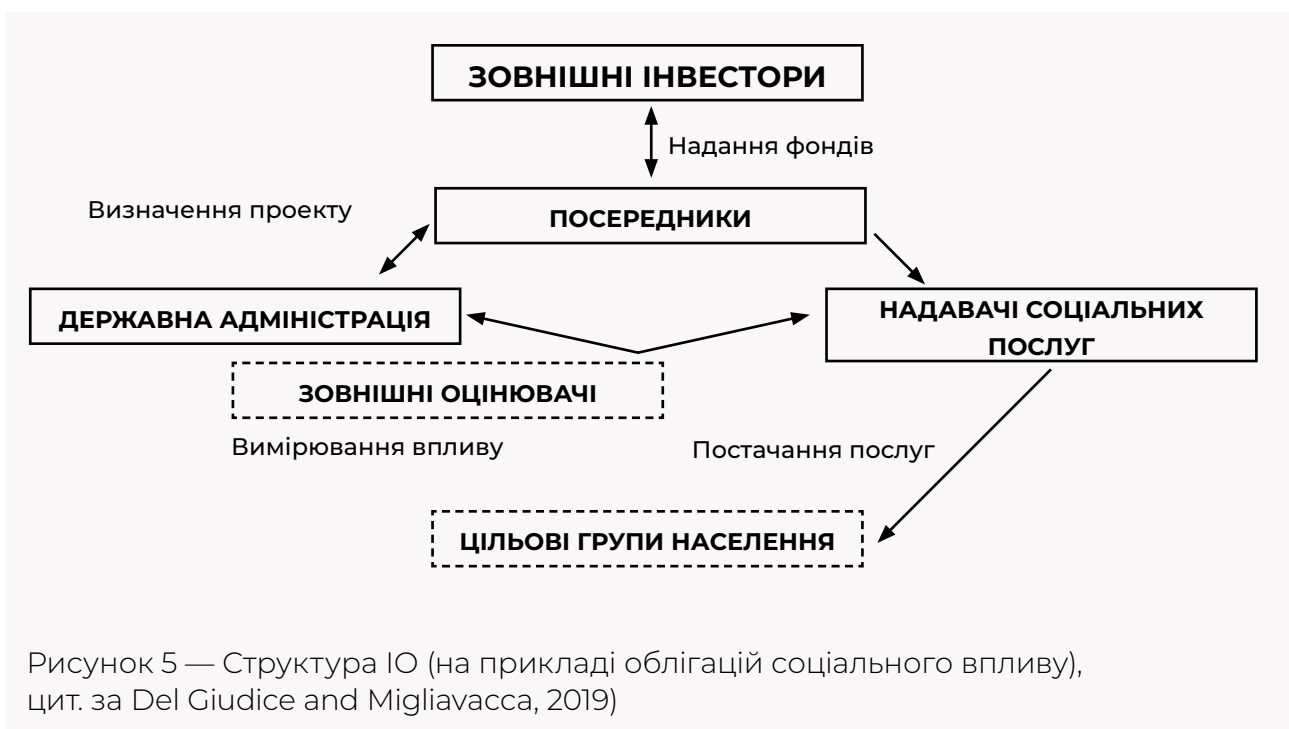 ЗОВНІШНІ ІНВЕСТОРИ
Надання фондів
Визначення проекту
ПОСЕРЕДНИКИ
ДЕРЖАВНА АДМІНІСТРАЦІЯ
НАДАВАЧІ СОЦІАЛЬНИХ
ПОСЛУГ
ЗОВНІШНІ ОЦІНЮВАЧІ
Вимірювання впливу
Постачання послуг
ЦІЛЬОВІ ГРУПИ НАСЕЛЕННЯ
Рисунок 5 — Структура ІО (на прикладі облігацій соціального впливу),
цит. за Del Giudice and Migliavacca, 2019)